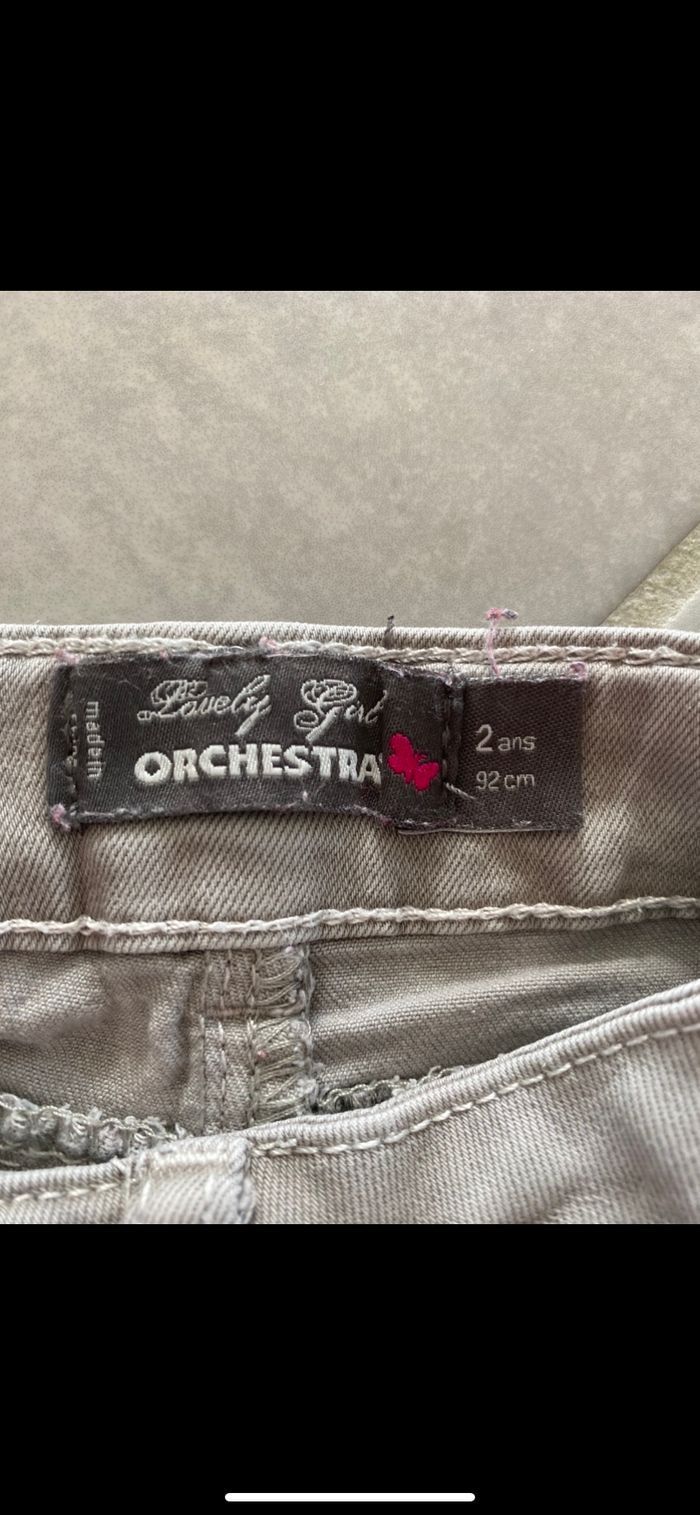 Lovely Girl
ORCHESTRA
made in
2 ans
92 cm